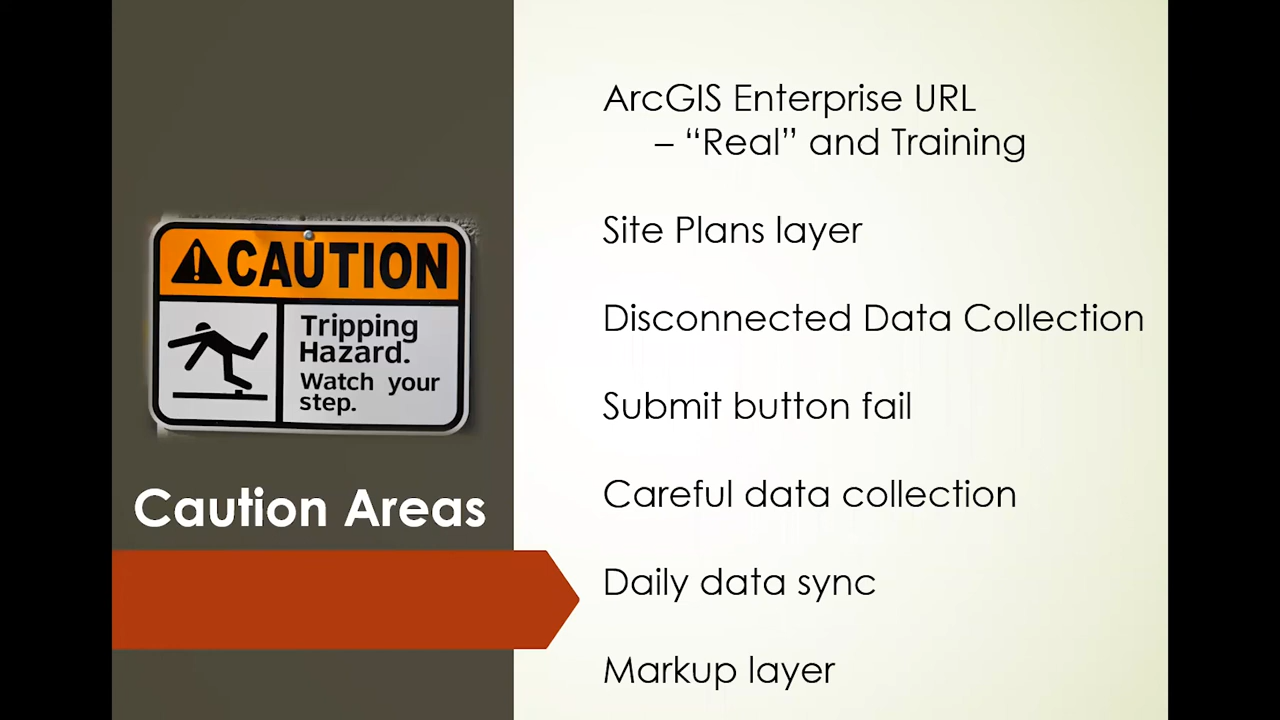 CAUTION
Tripping
Hazard.
Watch your
step.
Caution Areas
ArcGIS Enterprise URL
– “Real” and Training
Site Plans layer
Disconnected Data Collection
Submit button fail
Careful data collection
Daily data sync
Markup layer